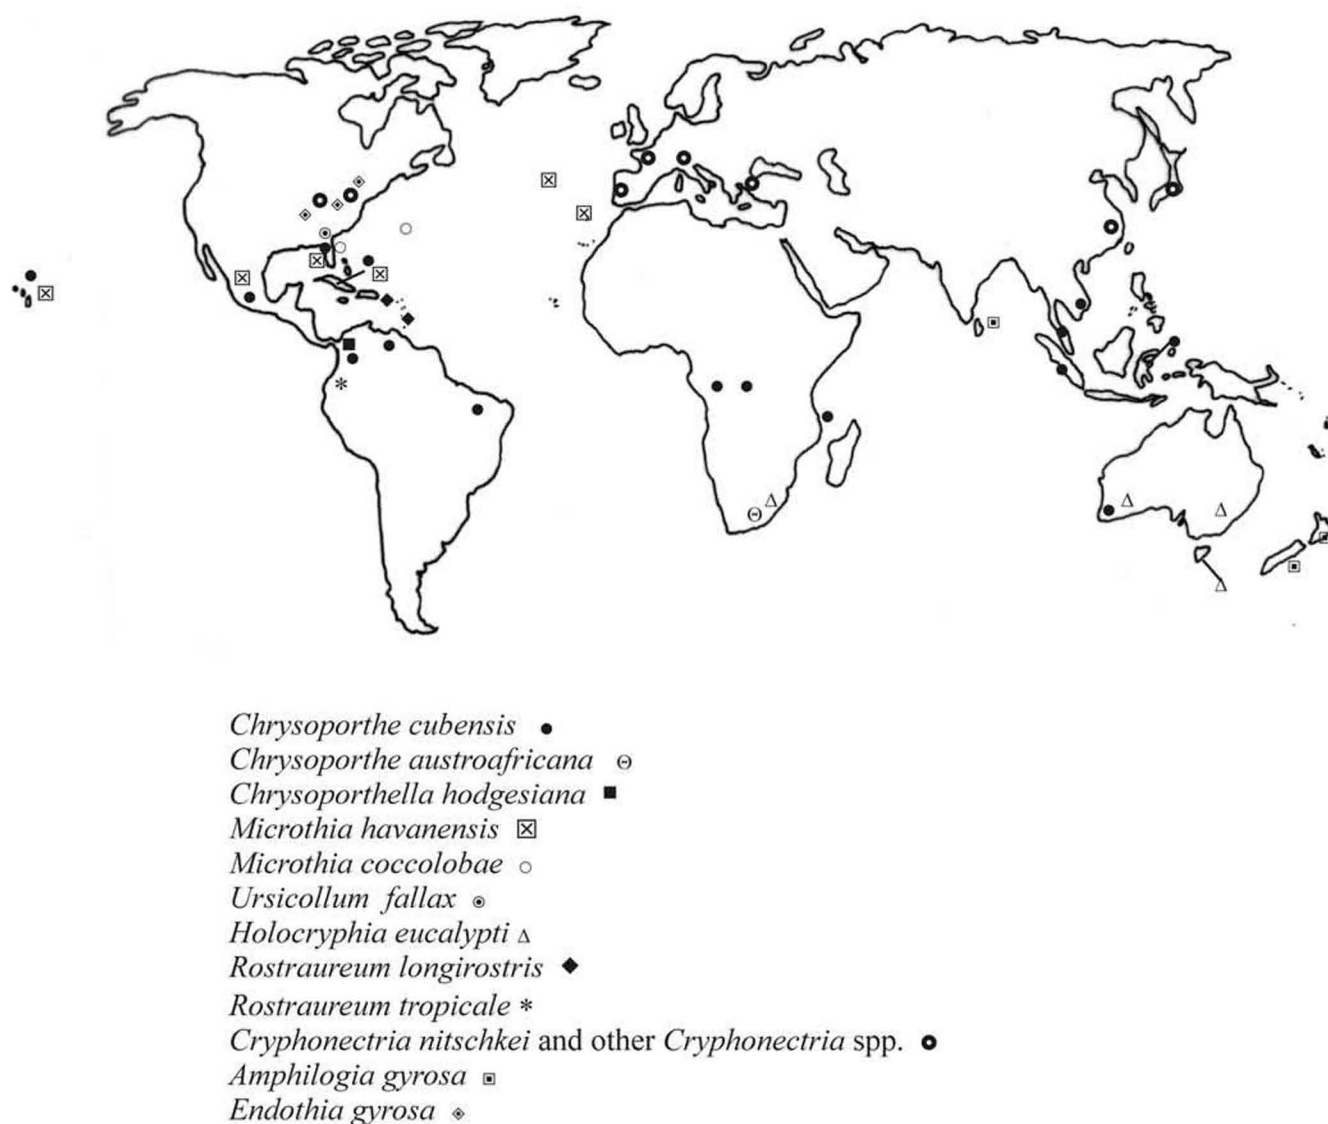 Chrysoporthe cubensis ●
Chrysoporthe austroafricana Θ
Chrysoporthella hodgesiana ■
Microthia havanensis ☒
Microthia coccolobae ○
Ursicollum fallax ◉
Holocryphia eucalypti Δ
Rostraureum longirostris ◆
Rostraureum tropicale *
Cryphonectria nitschkei and other Cryphonectria spp. ⭘
Amphilogia gyrosa ▣
Endothia gyrosa ◈